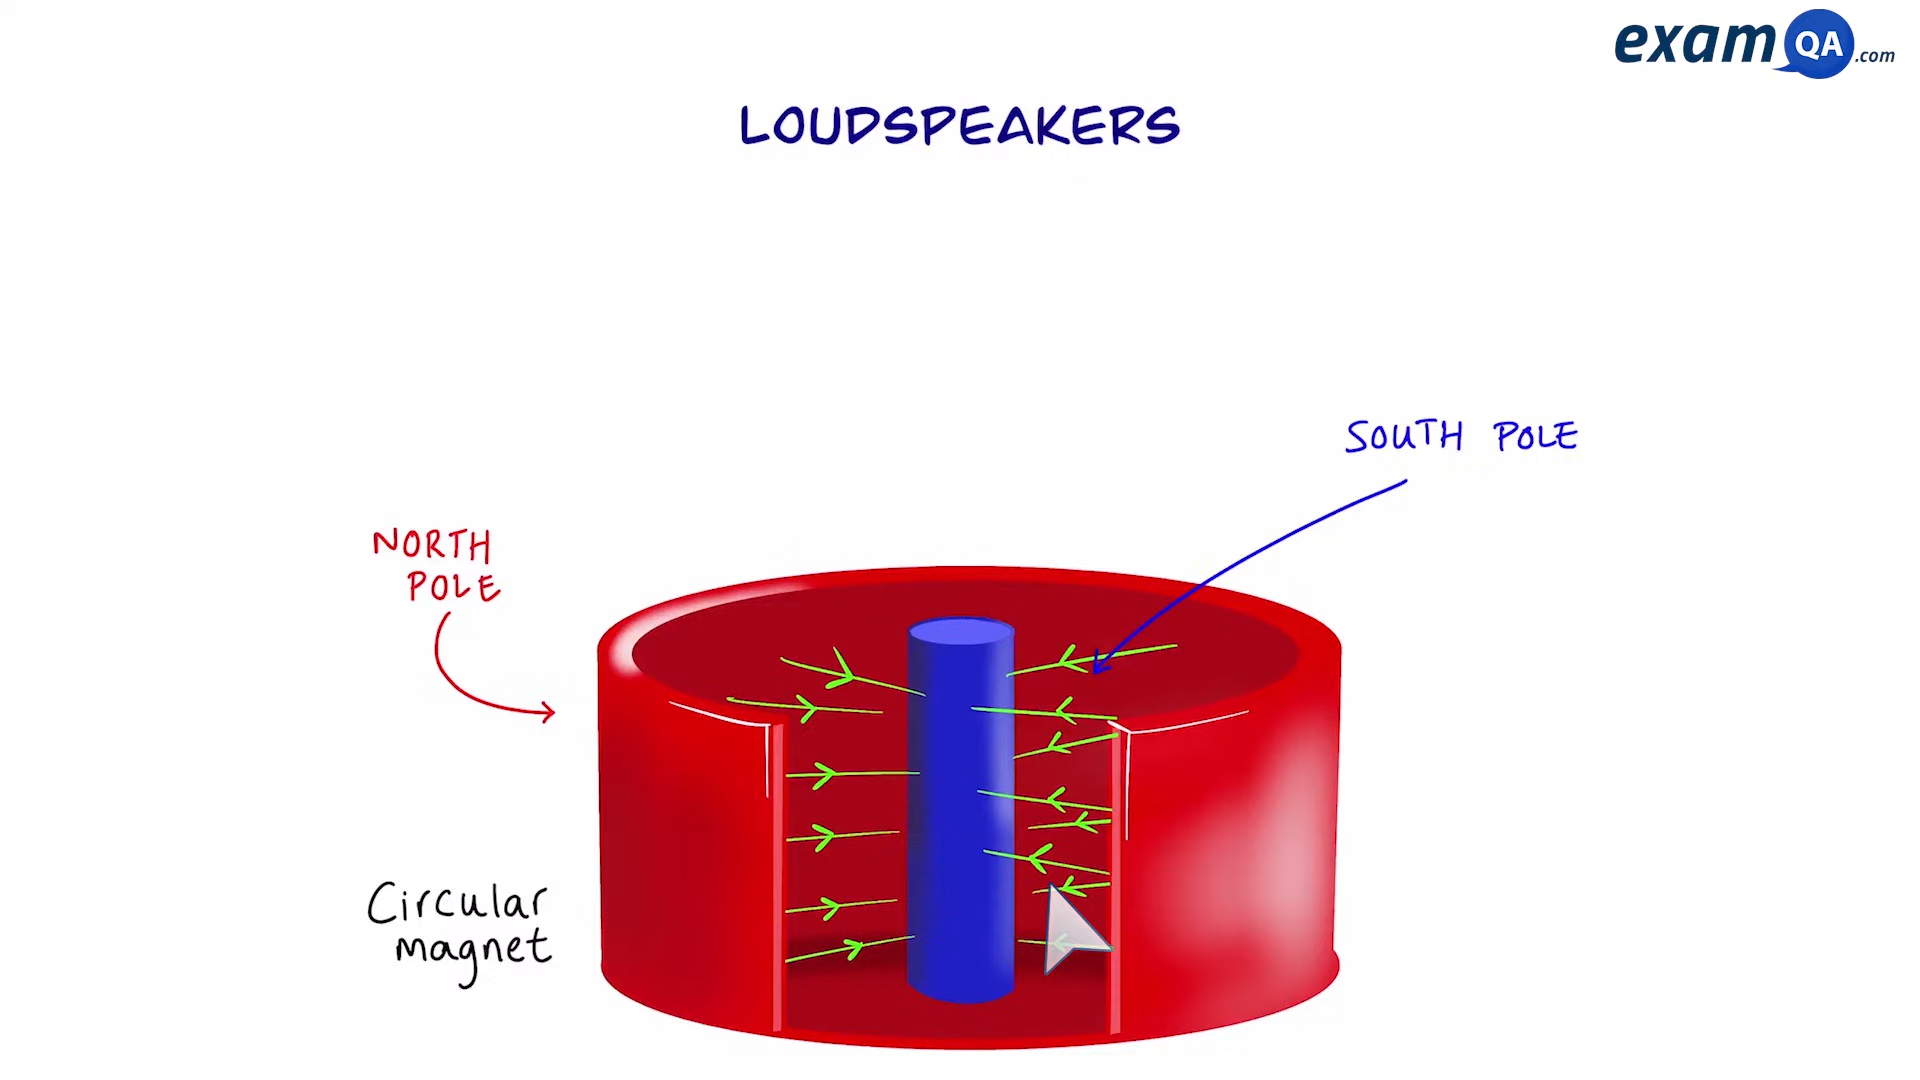 examQA.com
LOUDSPEAKERS
SOUTH POLE
NORTH
POLE
Circular
magnet